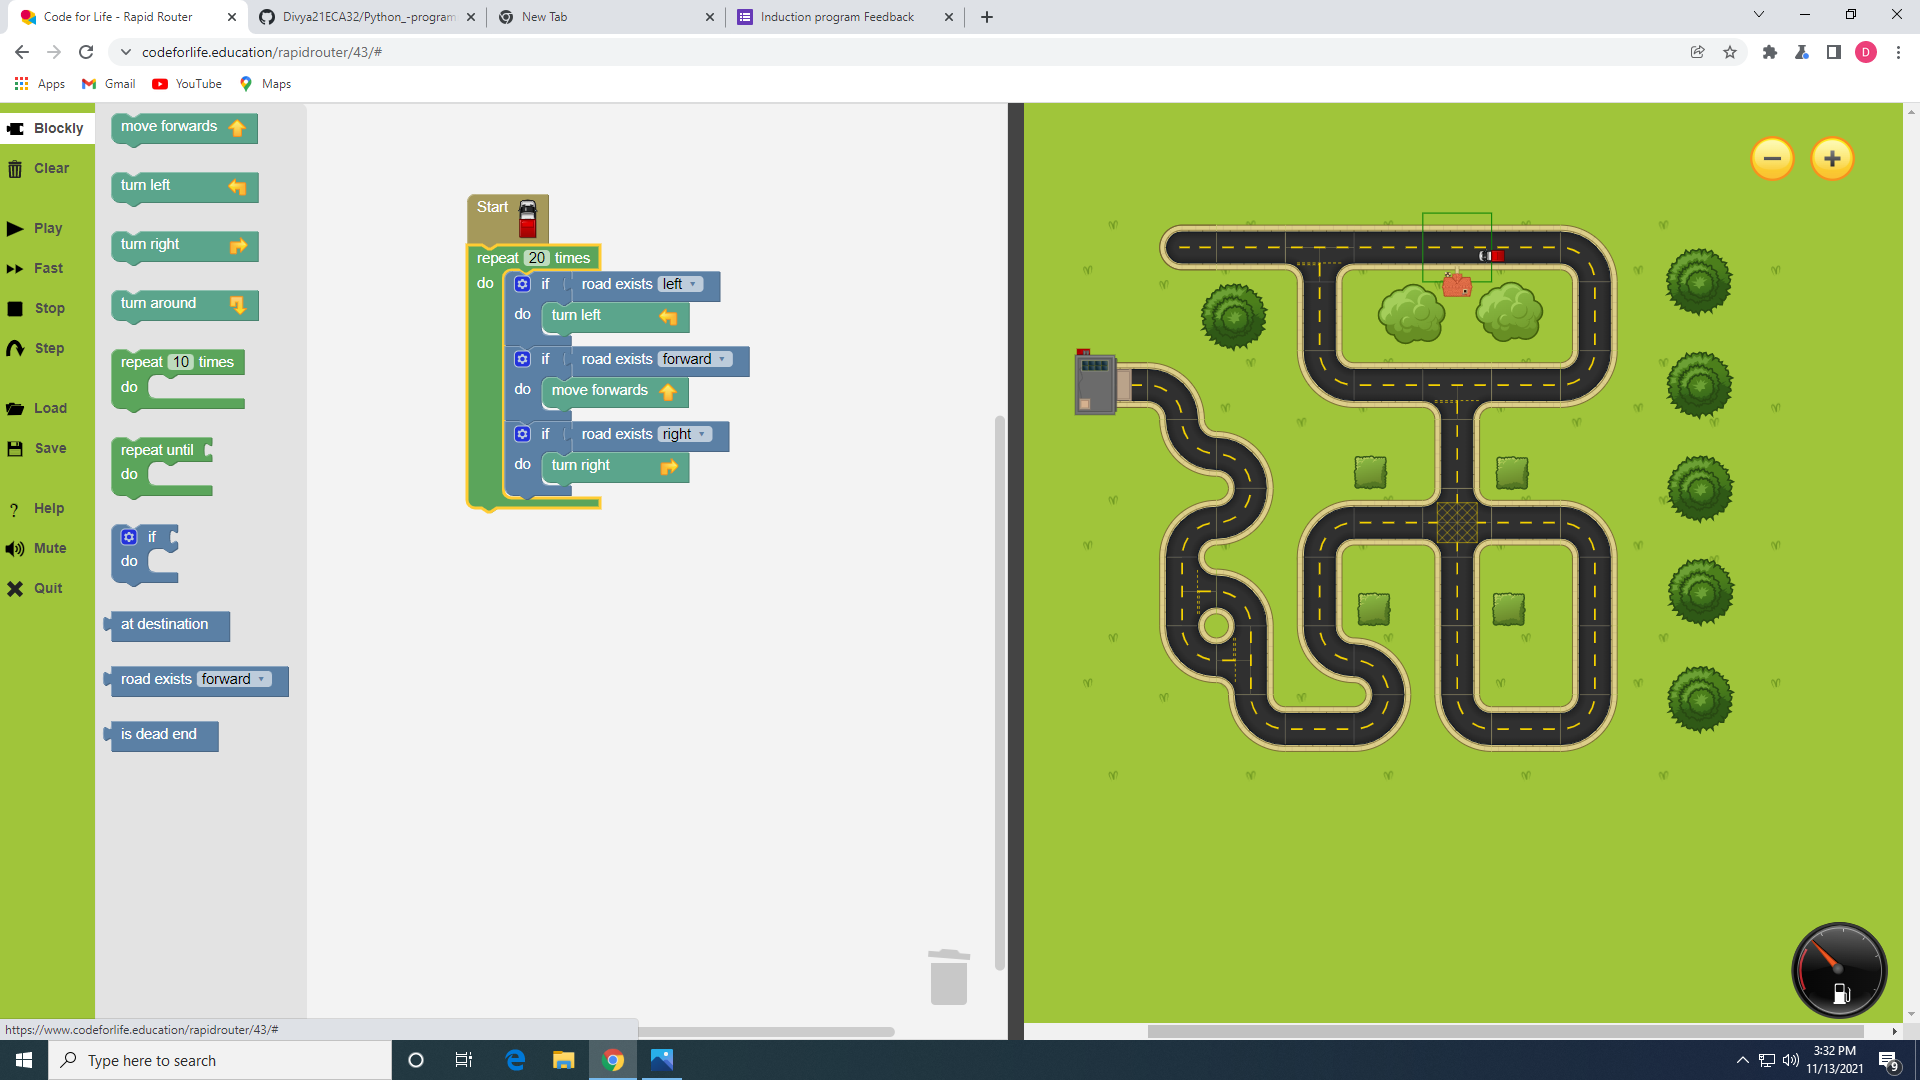 Code for Life - Rapid Router
Divya21ECA32/Python_-program
New Tab
Induction program Feedback
codeforlife.education/rapidrouter/43/#
D
Apps
Gmail
YouTube
Maps
Blockly
Clear
Play
Fast
Stop
Step
Load
Save
? Help
Mute
Quit
move forwards
turn left
turn right
turn around
repeat 10 times
do
repeat until
do
if
do
at destination
road exists forward
is dead end
Start
repeat 20 times
do if road exists left
do turn left
if road exists forward
do move forwards
if road exists right
do turn right
https://www.codeforlife.education/rapidrouter/43/#
Type here to search
3:32 PM
11/13/2021
9